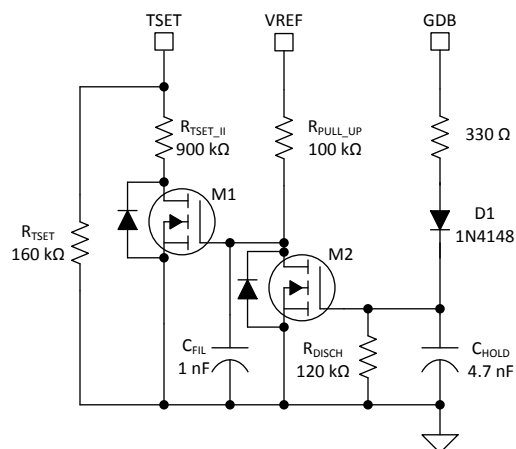 TSET
VREF
GDB
RTSET_II
900 kΩ
RPULL_UP
100 kΩ
330 Ω
M1
D1
1N4148
RTSET
160 kΩ
M2
CFIL
1 nF
RDISCH
120 kΩ
CHOLD
4.7 nF